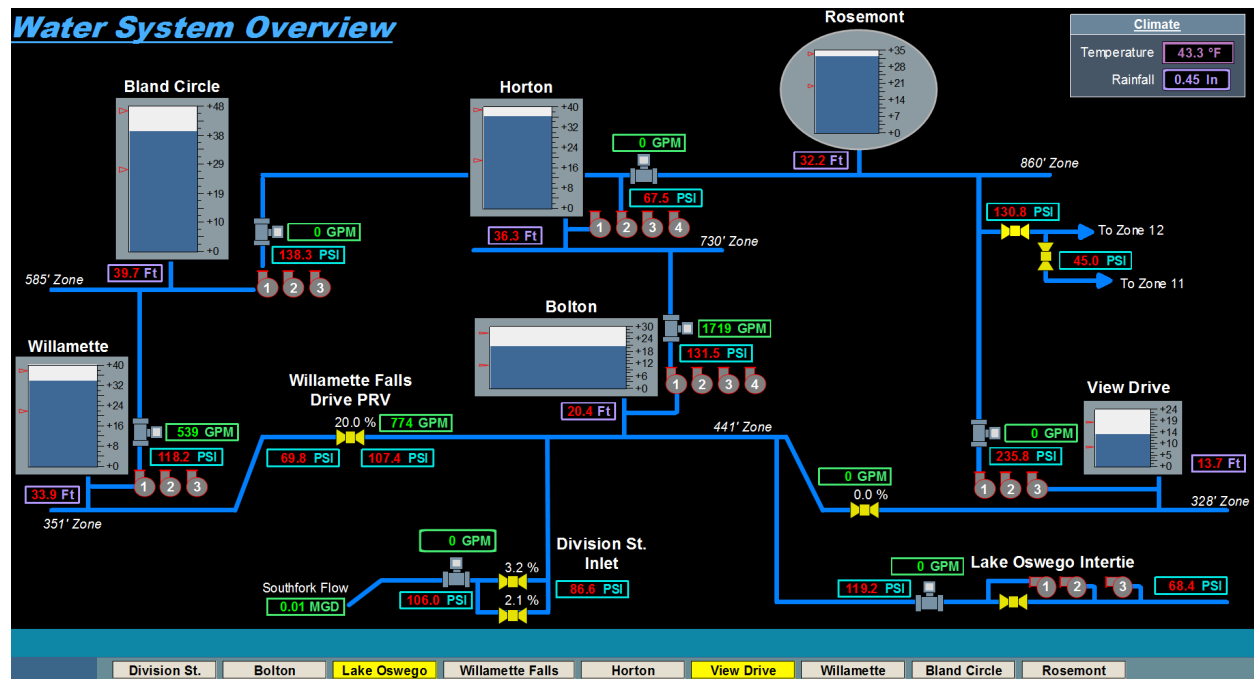 Water System Overview
Rosemont
Climate
Temperature 43.3 °F
Rainfall 0.45 In
+35
+28
+21
+14
+7
+0
32.2 Ft
860' Zone
Bland Circle
+48
+38
+29
+19
+10
+0
39.7 Ft
585' Zone
0 GPM
138.3 PSI
1 2 3
Horton
+40
+32
+24
+16
+8
+0
36.3 Ft
0 GPM
67.5 PSI
1 2 3 4
730' Zone
130.8 PSI
To Zone 12
45.0 PSI
To Zone 11
Bolton
+30
+24
+18
+12
+6
+0
20.4 Ft
1719 GPM
131.5 PSI
1 2 3 4
441' Zone
Willamette
+40
+32
+24
+16
+8
+0
33.9 Ft
351' Zone
539 GPM
118.2 PSI
1 2 3
Willamette Falls
Drive PRV
20.0 % 774 GPM
69.8 PSI 107.4 PSI
View Drive
+24
+19
+14
+10
+5
+0
13.7 Ft
328' Zone
0 GPM
235.8 PSI
1 2 3
0 GPM
0.0 %
0 GPM
Division St.
Inlet
3.2 %
86.6 PSI
Southfork Flow
0.01 MGD
106.0 PSI
2.1 %
0 GPM
Lake Oswego Intertie
119.2 PSI
1 2 3
68.4 PSI
Division St. Bolton Lake Oswego Willamette Falls Horton View Drive Willamette Bland Circle Rosemont